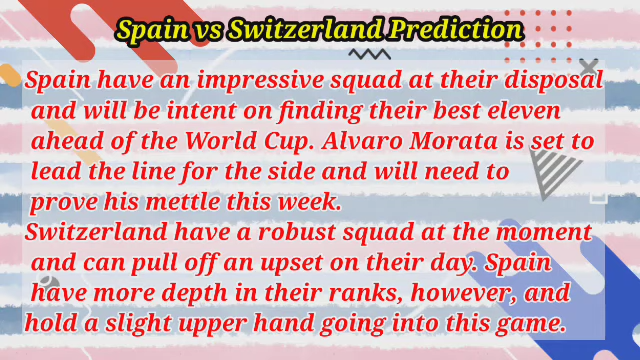 Spain vs Switzerland Prediction
Spain have an impressive squad at their disposal
and will be intent on finding their best eleven
ahead of the World Cup. Alvaro Morata is set to
lead the line for the side and will need to
prove his mettle this week.
Switzerland have a robust squad at the moment
and can pull off an upset on their day. Spain
have more depth in their ranks, however, and
hold a slight upper hand going into this game.